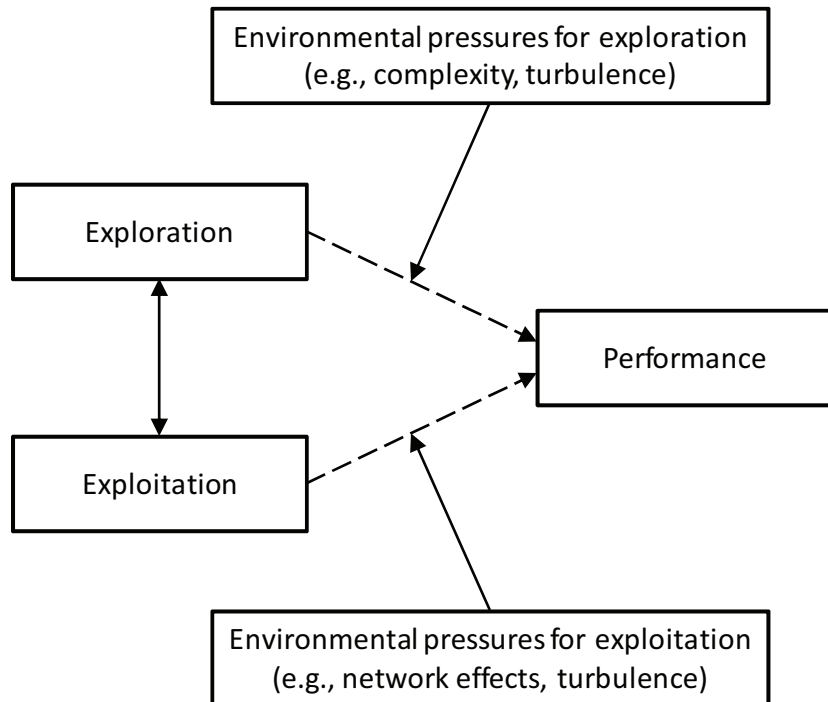 Environmental pressures for exploration
(e.g., complexity, turbulence)
Exploration
Performance
Exploitation
Environmental pressures for exploitation
(e.g., network effects, turbulence)